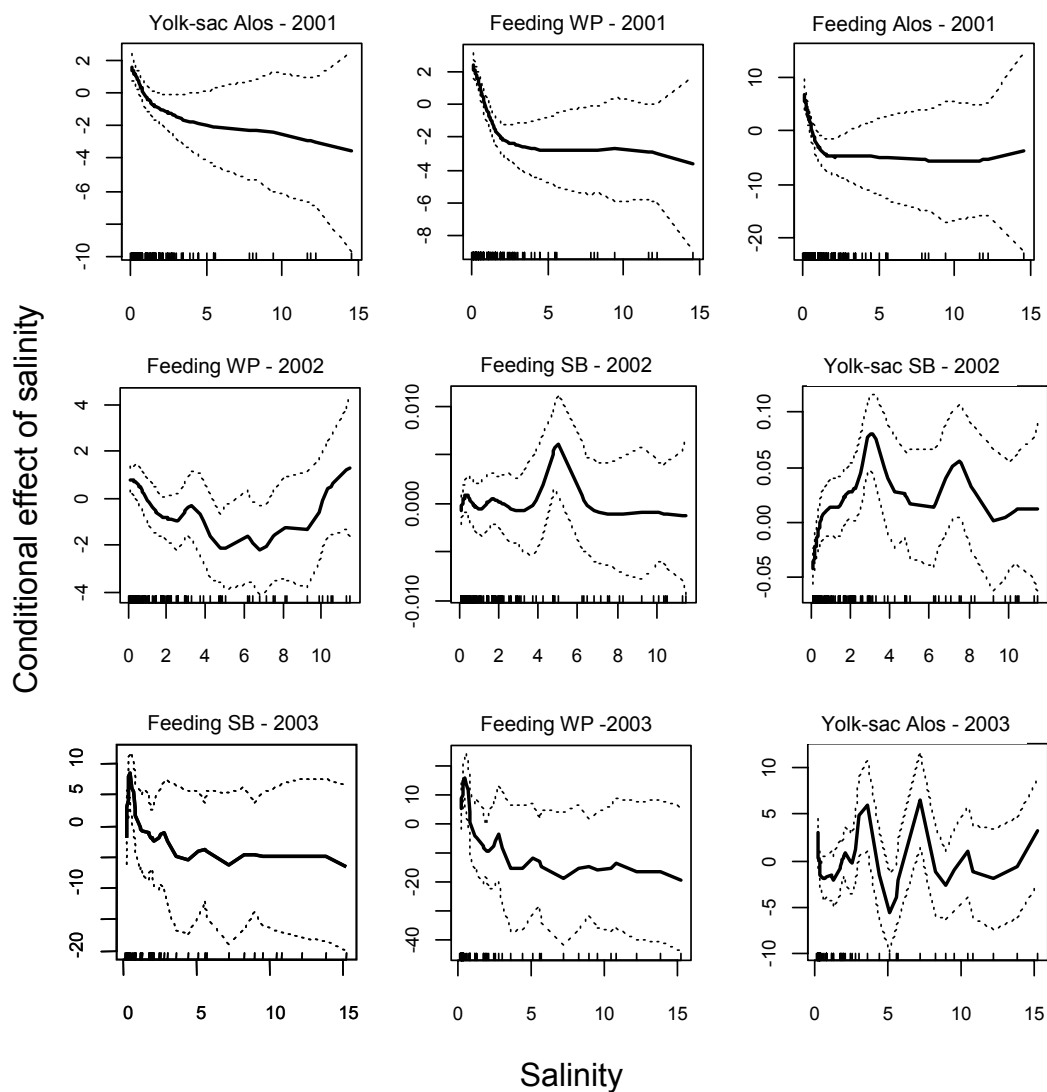 Yolk-sac Alos - 2001
Feeding WP - 2001
Feeding Alos - 2001
2
0
-2
-4
-6
-10
2
0
-2
-4
-6
-8
10
0
-10
-20
0 5 10 15
0 5 10 15
0 5 10 15
Conditional effect of salinity
Feeding WP - 2002
Feeding SB - 2002
Yolk-sac SB - 2002
4
2
0
-2
-4
0.010
0.000
-0.010
0.10
0.05
0.00
-0.05
0 2 4 6 8 10
0 2 4 6 8 10
0 2 4 6 8 10
Feeding SB - 2003
Feeding WP -2003
Yolk-sac Alos - 2003
10
5
0
-10
-20
20
0
-20
-40
10
5
0
-5
-10
0 5 10 15
0 5 10 15
0 5 10 15
Salinity